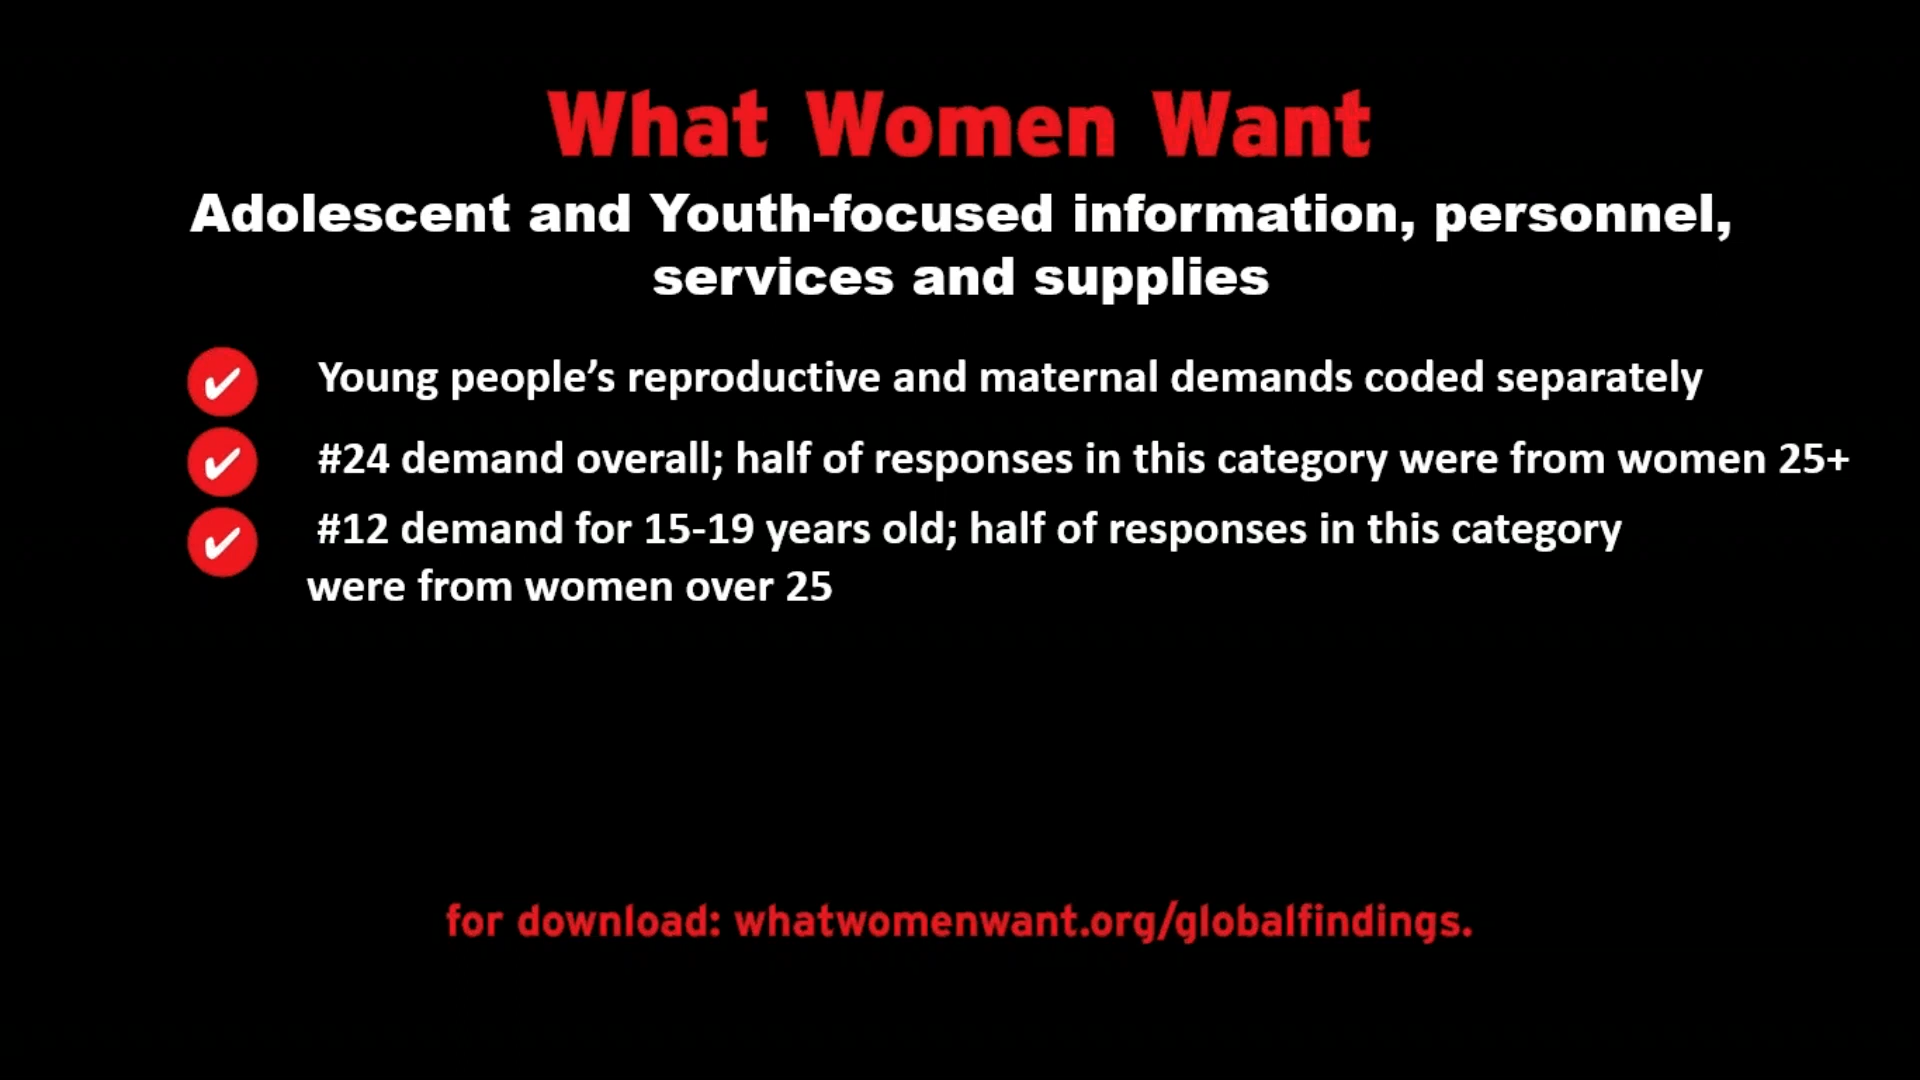 What Women Want
Adolescent and Youth-focused information, personnel,
services and supplies
Young people’s reproductive and maternal demands coded separately
#24 demand overall; half of responses in this category were from women 25+
#12 demand for 15-19 years old; half of responses in this category
were from women over 25
for download: whatwomenwant.org/globalfindings.